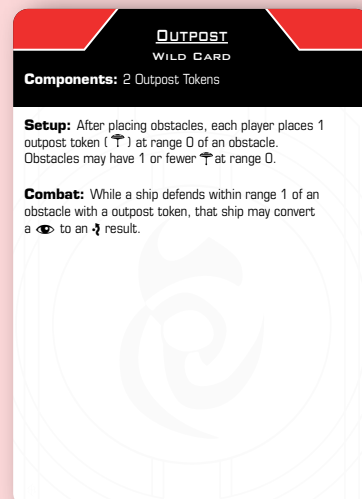 OUTPOST
WILD CARD
Components: 2 Outpost Tokens
Setup: After placing obstacles, each player places 1
outpost token ( ) at range 0 of an obstacle.
Obstacles may have 1 or fewer at range 0.
Combat: While a ship defends within range 1 of an
obstacle with a outpost token, that ship may convert
a to an result.